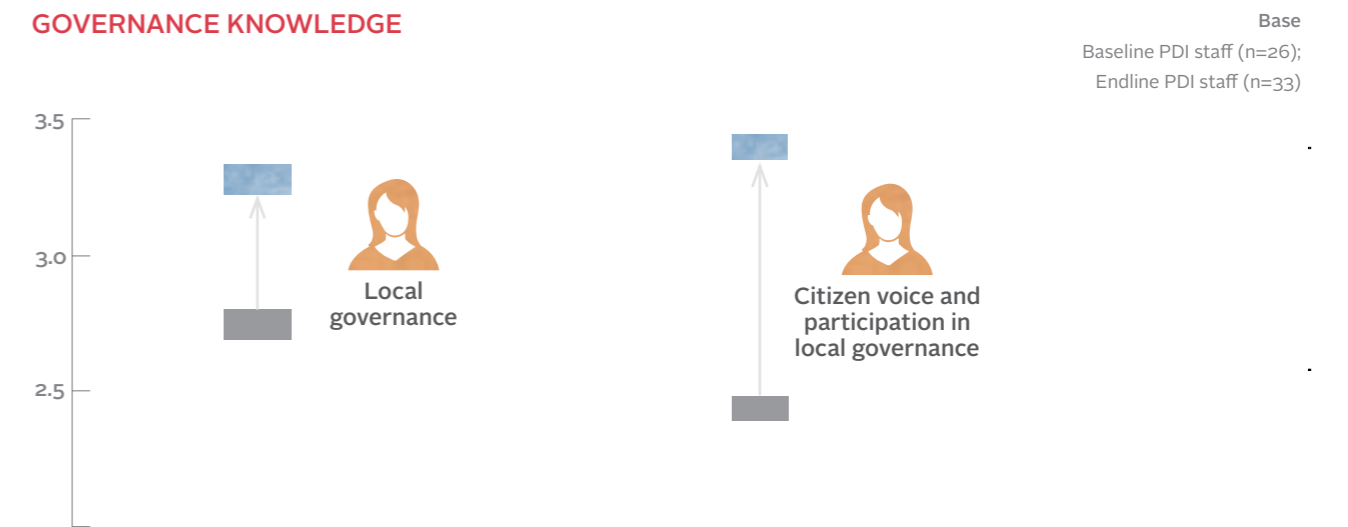 GOVERNANCE KNOWLEDGE
Base
Baseline PDI staff (n=26);
Endline PDI staff (n=33)
3.5
3.0
2.5
Local
governance
Citizen voice and
participation in
local governance